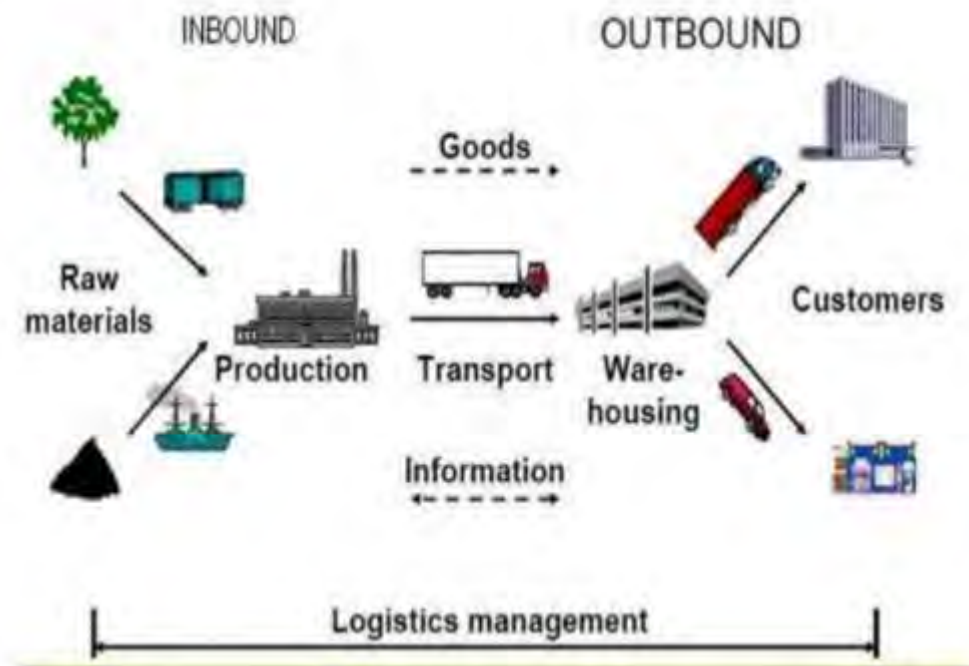 INBOUND
OUTBOUND
Goods
Raw
materials
Customers
Production
Transport
Ware-
housing
Information
Logistics management